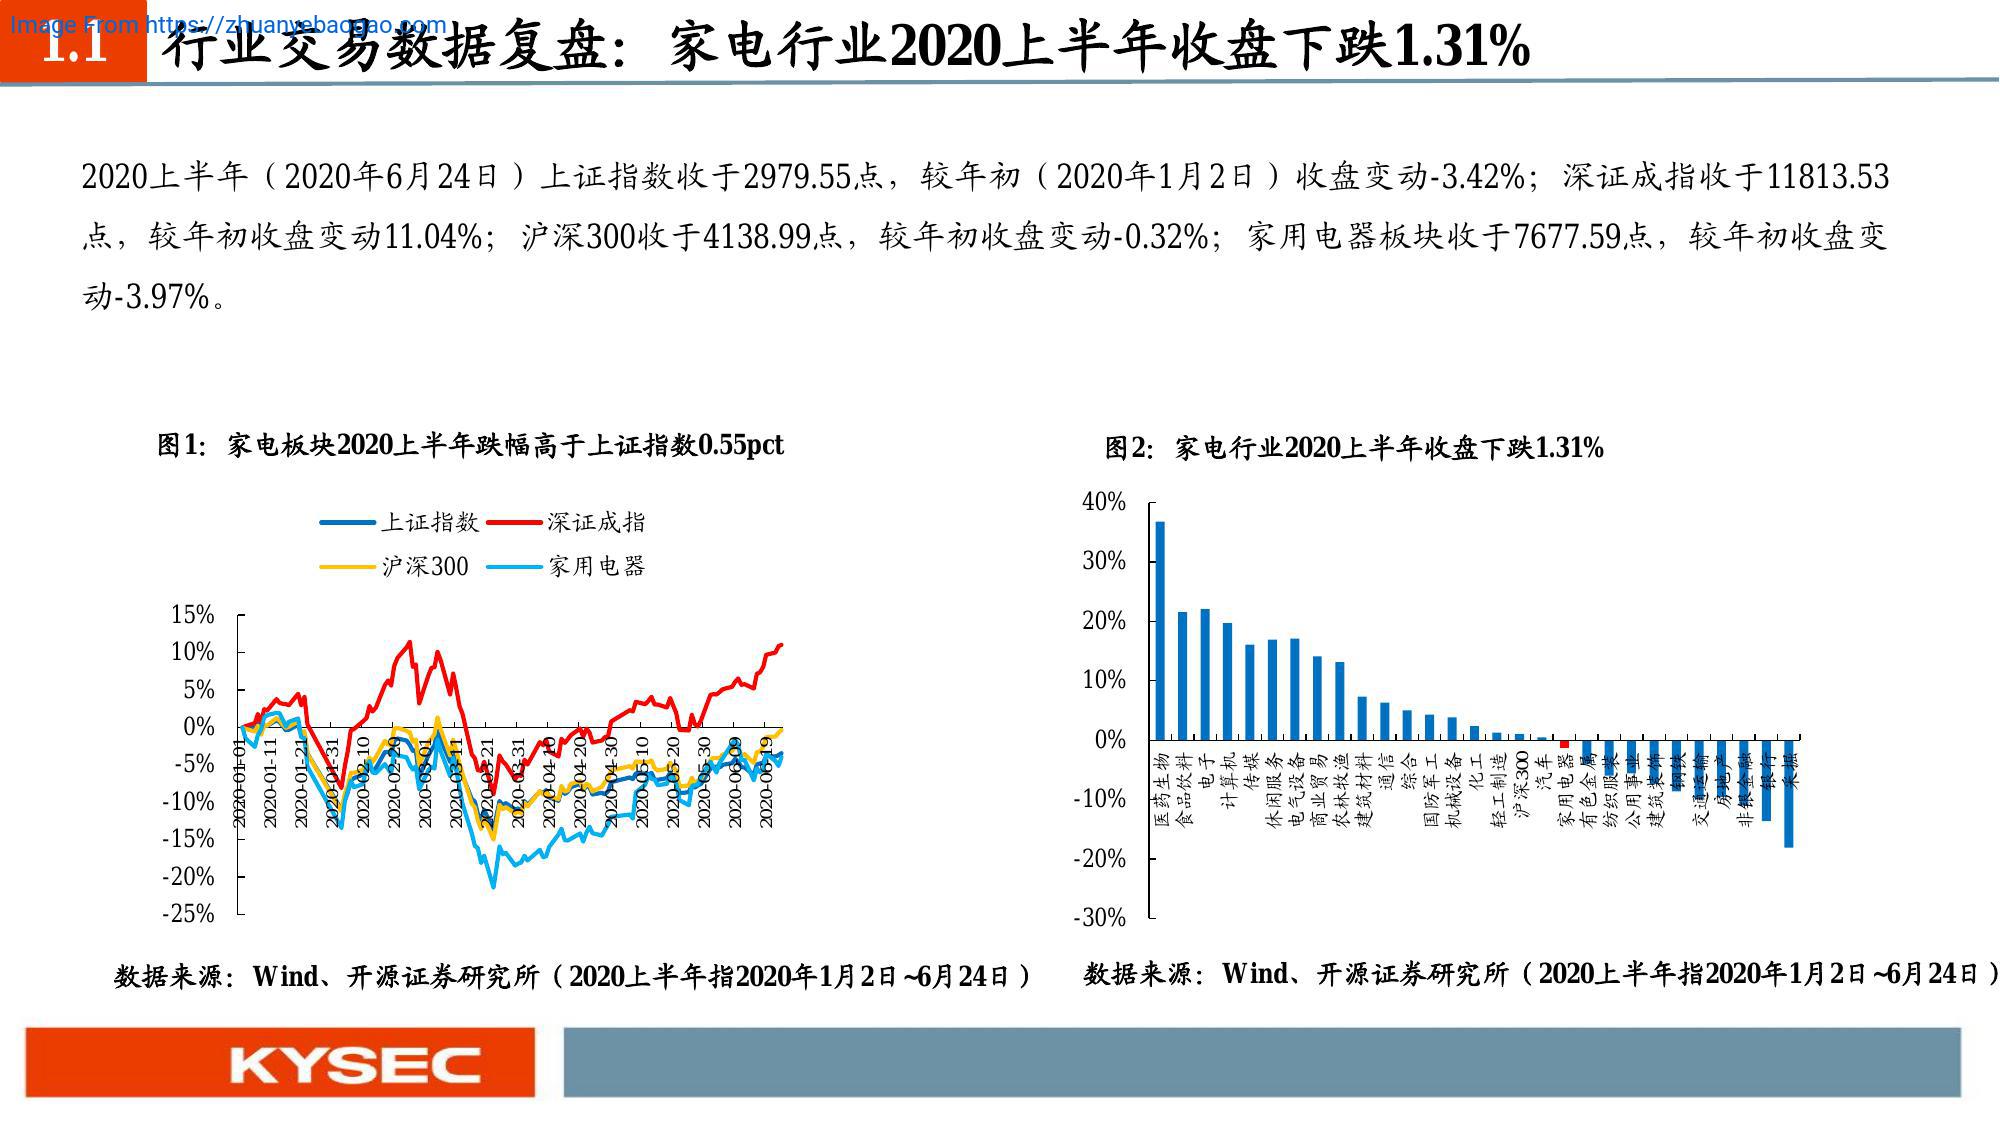 Image From https://zhuanyebaogao.com
1.1 行业交易数据复盘：家电行业2020上半年收盘下跌1.31%
2020上半年（2020年6月24日）上证指数收于2979.55点，较年初（2020年1月2日）收盘变动-3.42%；深证成指收于11813.53
点，较年初收盘变动11.04%；沪深300收于4138.99点，较年初收盘变动-0.32%；家用电器板块收于7677.59点，较年初收盘变
动-3.97%。
图1：家电板块2020上半年跌幅高于上证指数0.55pct
上证指数 深证成指
沪深300 家用电器
15%
10%
5%
0%
-5%
-10%
-15%
-20%
-25%
2020-01-01
2020-01-11
2020-01-21
2020-01-31
2020-02-10
2020-02-20
2020-03-01
2020-03-11
2020-03-21
2020-03-31
2020-04-10
2020-04-20
2020-04-30
2020-05-10
2020-05-20
2020-05-30
2020-06-09
2020-06-19
数据来源：Wind、开源证券研究所（2020上半年指2020年1月2日~6月24日）
图2：家电行业2020上半年收盘下跌1.31%
40%
30%
20%
10%
0%
-10%
-20%
-30%
医药生物
食品饮料
电子
计算机
传媒
休闲服务
电气设备
商业贸易
农林牧渔
建筑材料
通信
综合
国防军工
机械设备
化工
轻工制造
沪深300
汽车
家用电器
有色金属
纺织服装
公用事业
建筑装饰
钢铁
交通运输
房地产
非银金融
银行
采掘
数据来源：Wind、开源证券研究所（2020上半年指2020年1月2日~6月24日）
KYSEC